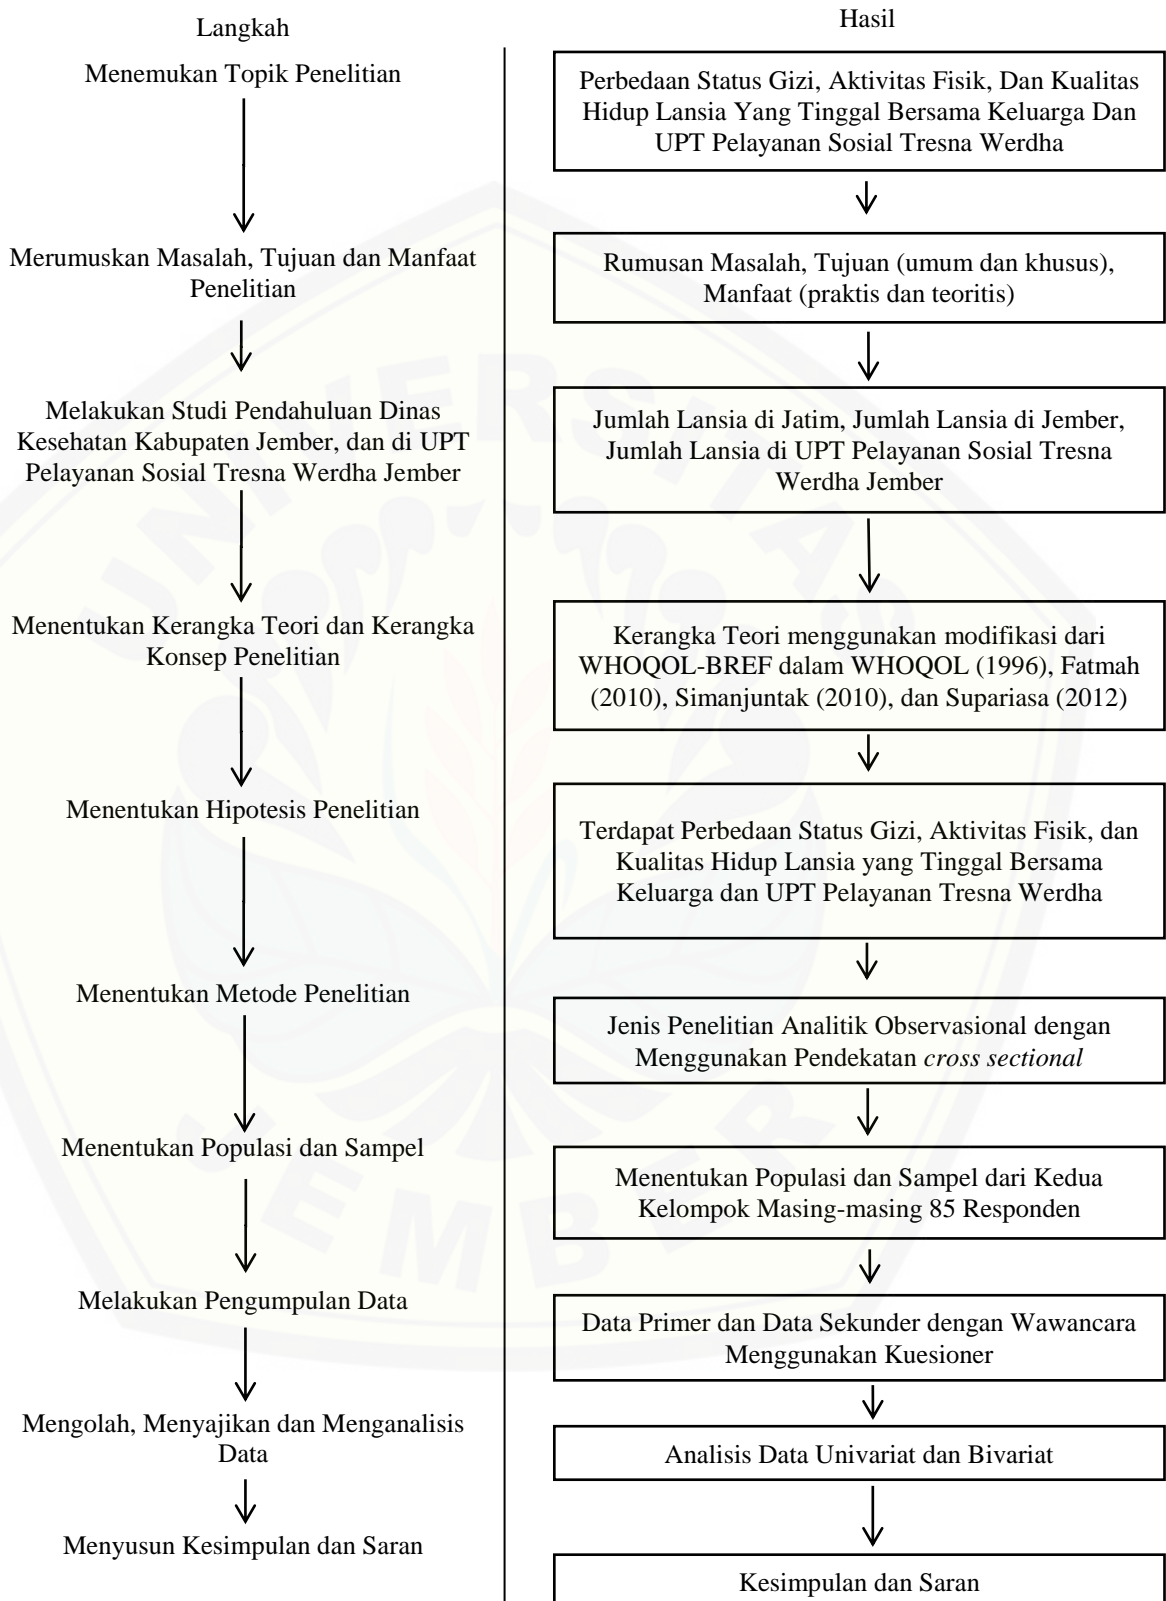 Langkah
Hasil
Menemukan Topik Penelitian
Perbedaan Status Gizi, Aktivitas Fisik, Dan Kualitas
Hidup Lansia Yang Tinggal Bersama Keluarga Dan
UPT Pelayanan Sosial Tresna Werdha
Merumuskan Masalah, Tujuan dan Manfaat
Penelitian
Rumusan Masalah, Tujuan (umum dan khusus),
Manfaat (praktis dan teoritis)
Melakukan Studi Pendahuluan Dinas
Kesehatan Kabupaten Jember, dan di UPT
Pelayanan Sosial Tresna Werdha Jember
Jumlah Lansia di Jatim, Jumlah Lansia di Jember,
Jumlah Lansia di UPT Pelayanan Sosial Tresna
Werdha Jember
Menentukan Kerangka Teori dan Kerangka
Konsep Penelitian
Kerangka Teori menggunakan modifikasi dari
WHOQOL-BREF dalam WHOQOL (1996), Fatmah
(2010), Simanjuntak (2010), dan Supariasa (2012)
Menentukan Hipotesis Penelitian
Terdapat Perbedaan Status Gizi, Aktivitas Fisik, dan
Kualitas Hidup Lansia yang Tinggal Bersama
Keluarga dan UPT Pelayanan Tresna Werdha
Menentukan Metode Penelitian
Jenis Penelitian Analitik Observasional dengan
Menggunakan Pendekatan cross sectional
Menentukan Populasi dan Sampel
Menentukan Populasi dan Sampel dari Kedua
Kelompok Masing-masing 85 Responden
Melakukan Pengumpulan Data
Data Primer dan Data Sekunder dengan Wawancara
Menggunakan Kuesioner
Mengolah, Menyajikan dan Menganalisis
Data
Analisis Data Univariat dan Bivariat
Menyusun Kesimpulan dan Saran
Kesimpulan dan Saran
UNIVERSITAS
JEMBER